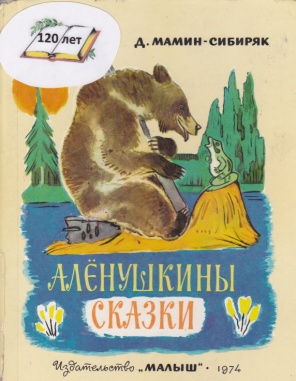 120 лет
Д. МАМИН-СИБИРЯК
АЛЁНУШКИНЫ
СКАЗКИ
Издательство „МАЛЫШ" · 1974